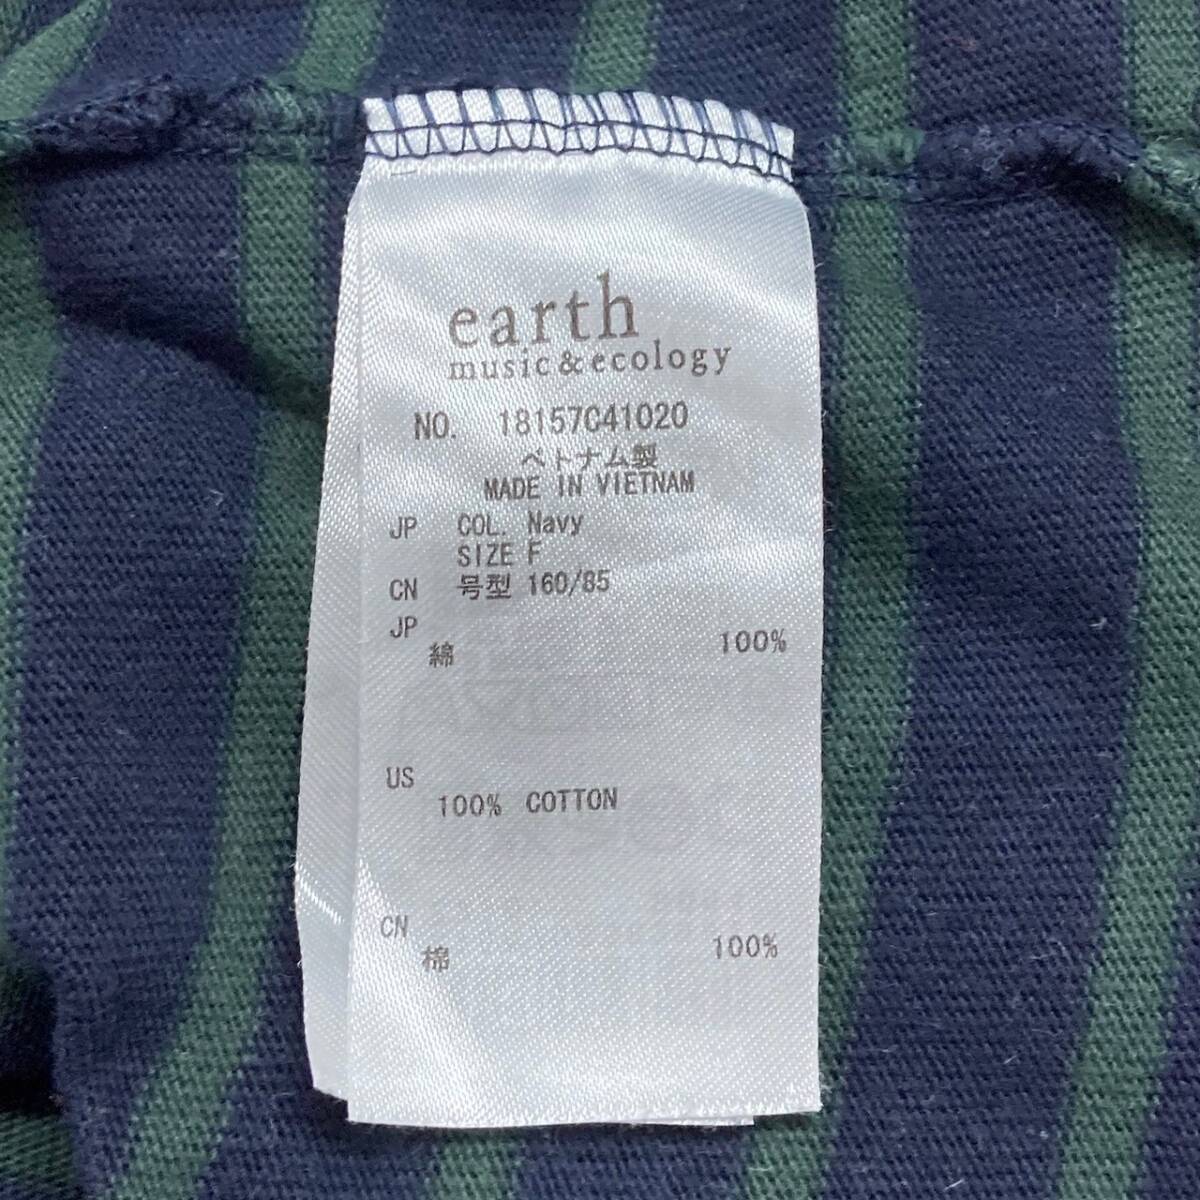 earth
music&ecology
NO. 18157C41020
ベトナム製
MADE IN VIETNAM
JP COL. Navy
SIZE F
CN 号型 160/85
JP
綿 100%
US
100% COTTON
CN
棉 100%